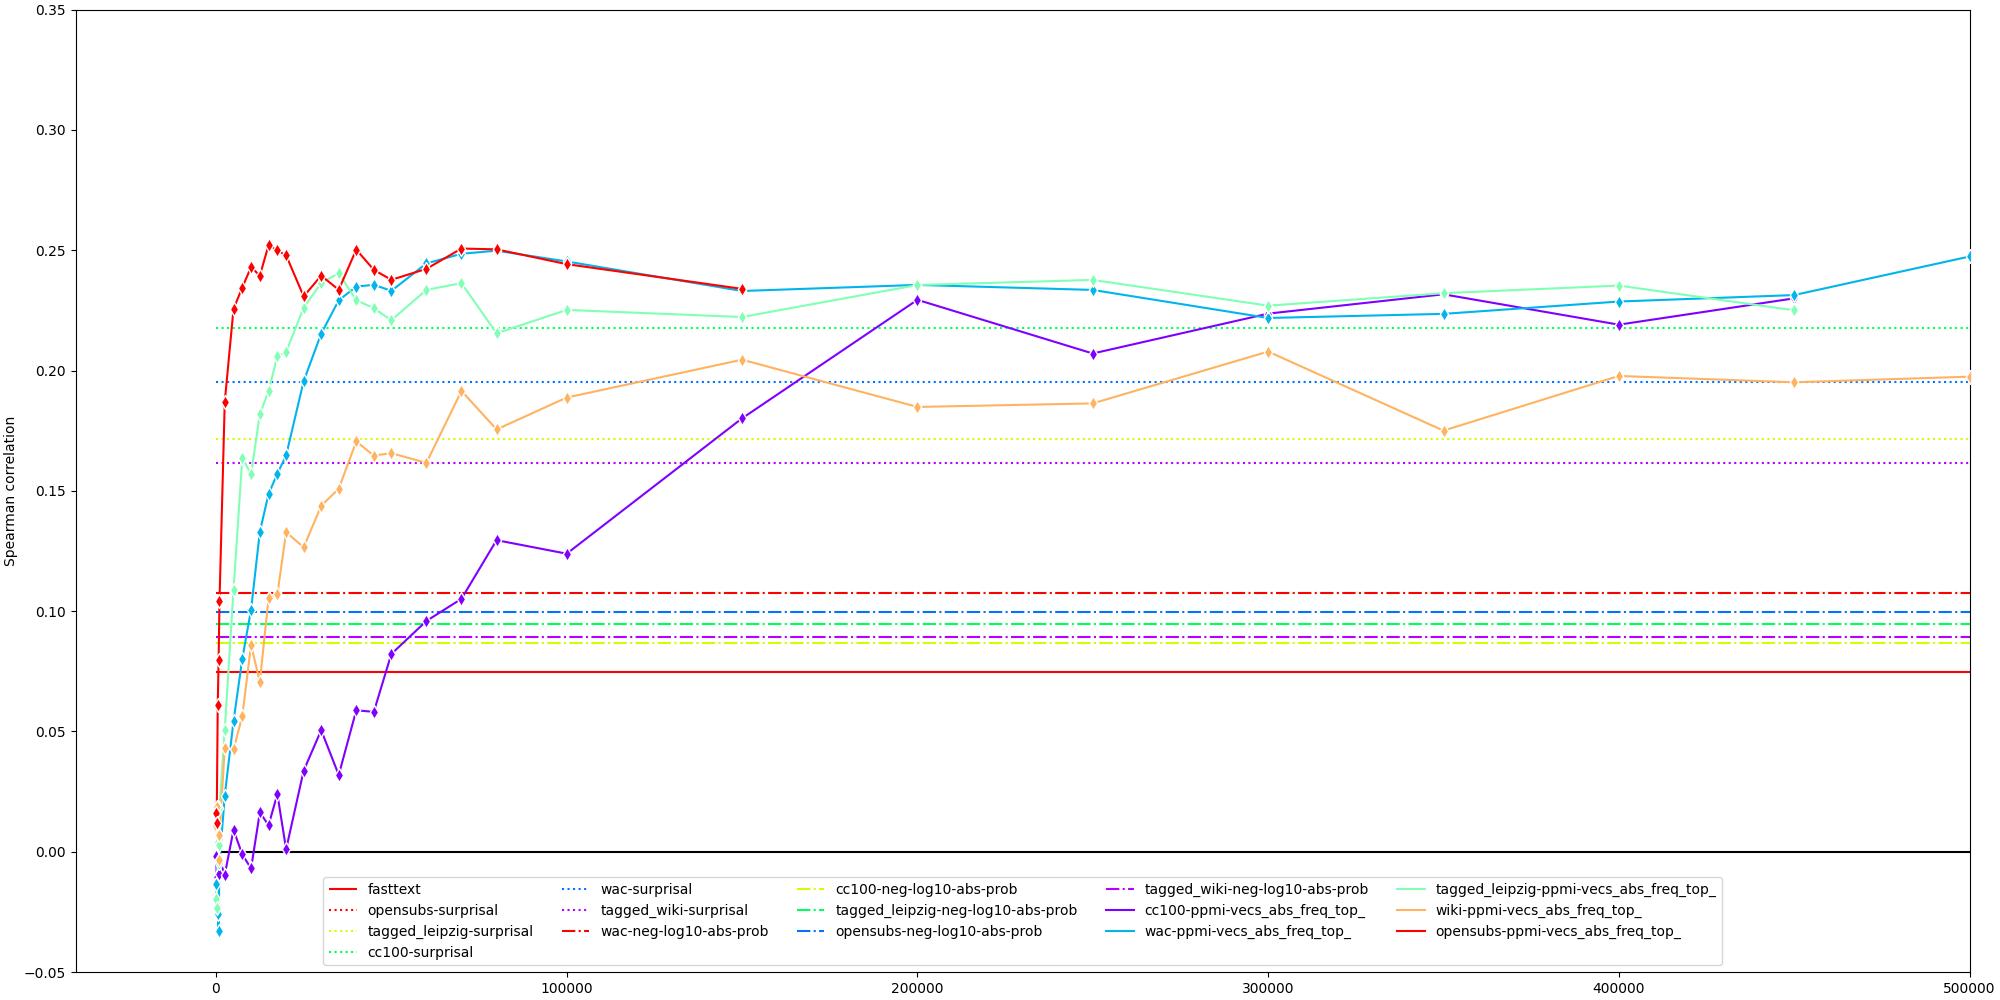 0.35
0.30
0.25
0.20
0.15
0.10
0.05
0.00
−0.05
Spearman correlation
0 100000 200000 300000 400000 500000
fasttext
opensubs-surprisal
tagged_leipzig-surprisal
cc100-surprisal
wac-surprisal
tagged_wiki-surprisal
wac-neg-log10-abs-prob
cc100-neg-log10-abs-prob
tagged_leipzig-neg-log10-abs-prob
opensubs-neg-log10-abs-prob
tagged_wiki-neg-log10-abs-prob
cc100-ppmi-vecs_abs_freq_top_
wac-ppmi-vecs_abs_freq_top_
tagged_leipzig-ppmi-vecs_abs_freq_top_
wiki-ppmi-vecs_abs_freq_top_
opensubs-ppmi-vecs_abs_freq_top_